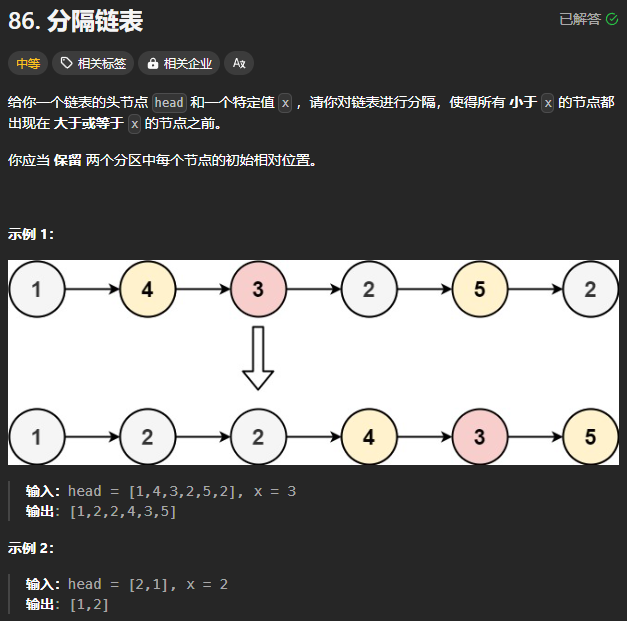 86. 分隔链表
已解答
中等 相关标签 相关企业 Ax
给你一个链表的头节点 head 和一个特定值 x ，请你对链表进行分隔，使得所有 小于 x 的节点都
出现在 大于或等于 x 的节点之前。
你应当 保留 两个分区中每个节点的初始相对位置。
示例 1：
1 4 3 2 5 2
1 2 2 4 3 5
输入：head = [1,4,3,2,5,2], x = 3
输出：[1,2,2,4,3,5]
示例 2：
输入：head = [2,1], x = 2
输出：[1,2]